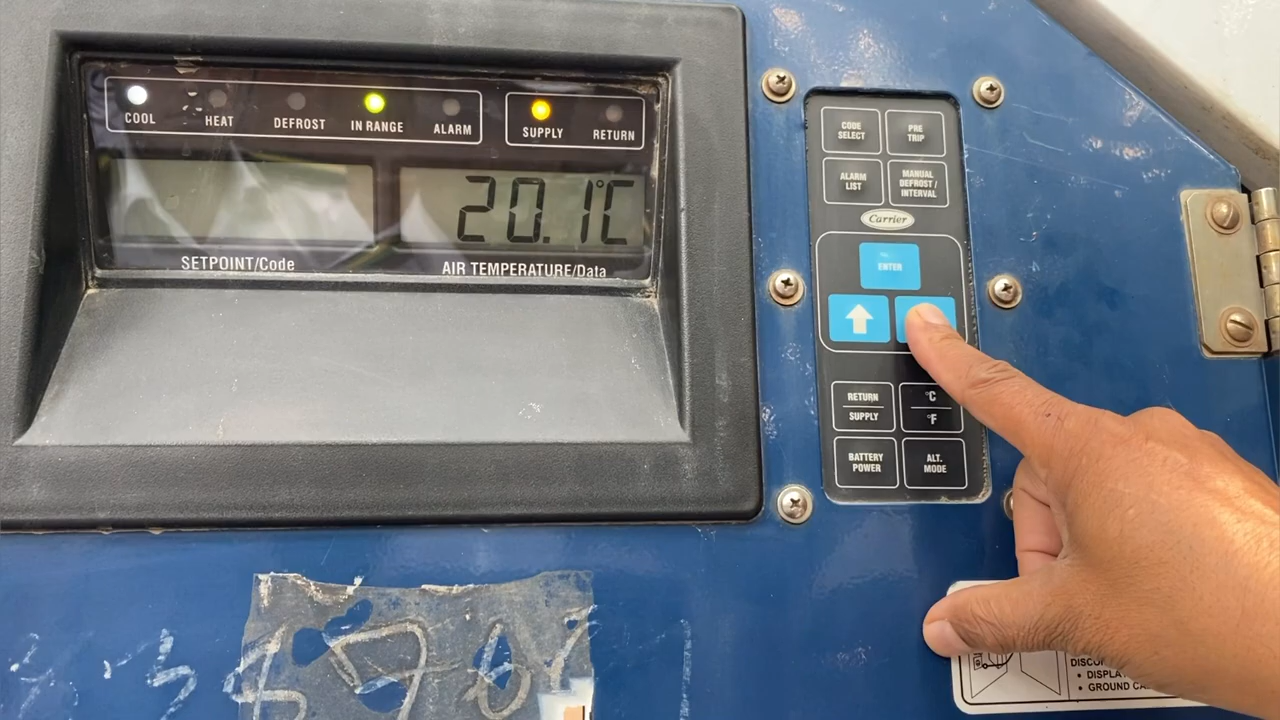 COOL HEAT DEFROST IN RANGE ALARM SUPPLY RETURN
20.1°C
SETPOINT/Code AIR TEMPERATURE/Data
CODE SELECT
PRE TRIP
ALARM LIST
MANUAL DEFROST / INTERVAL
Carrier
ENTER
RETURN
SUPPLY
°C
°F
BATTERY POWER
ALT. MODE
• GROUND